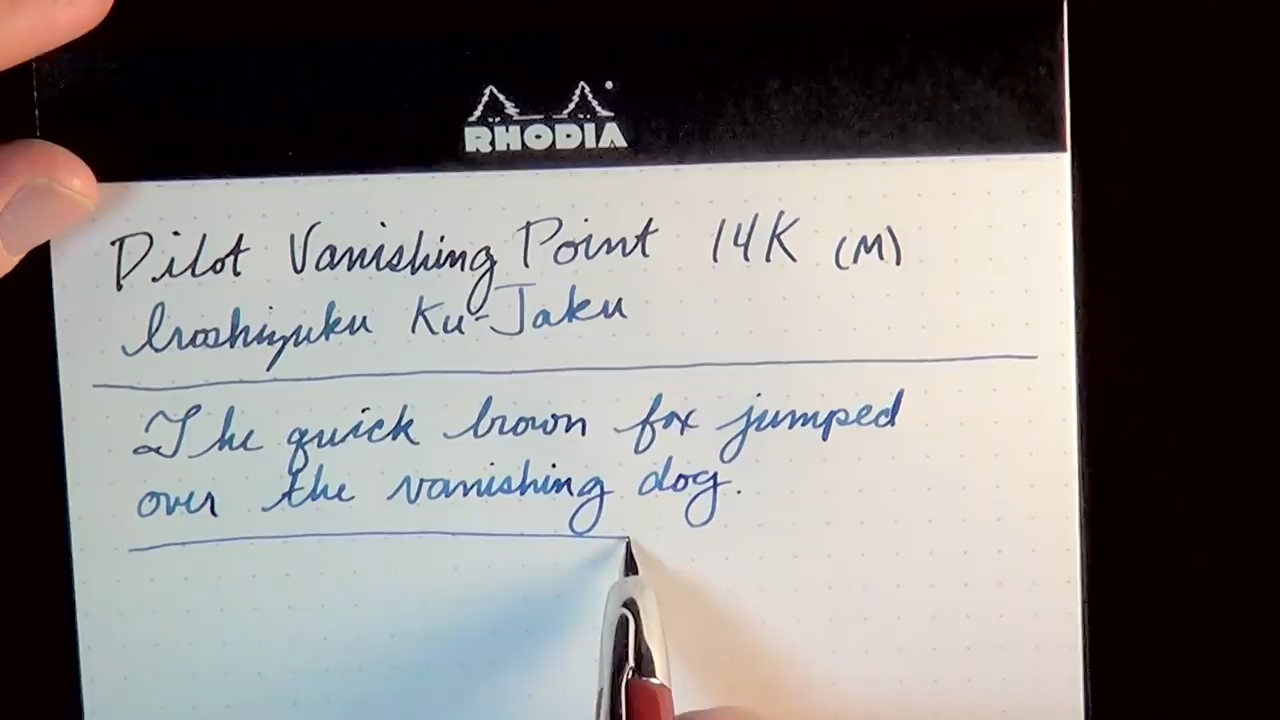 RHODIA
Pilot Vanishing Point 14K (M)
Iroshizuku Ku-Jaku
The quick brown fox jumped
over the vanishing dog.